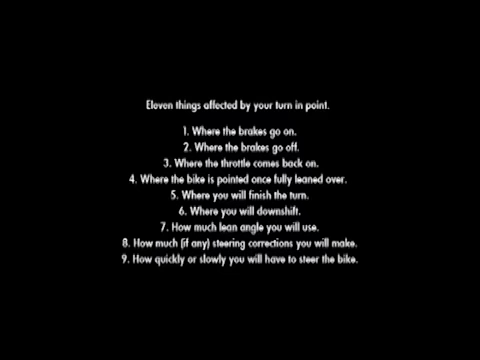 Eleven things affected by your turn in point.
1. Where the brakes go on.
2. Where the brakes go off.
3. Where the throttle comes back on.
4. Where the bike is pointed once fully leaned over.
5. Where you will finish the turn.
6. Where you will downshift.
7. How much lean angle you will use.
8. How much (if any) steering corrections you will make.
9. How quickly or slowly you will have to steer the bike.